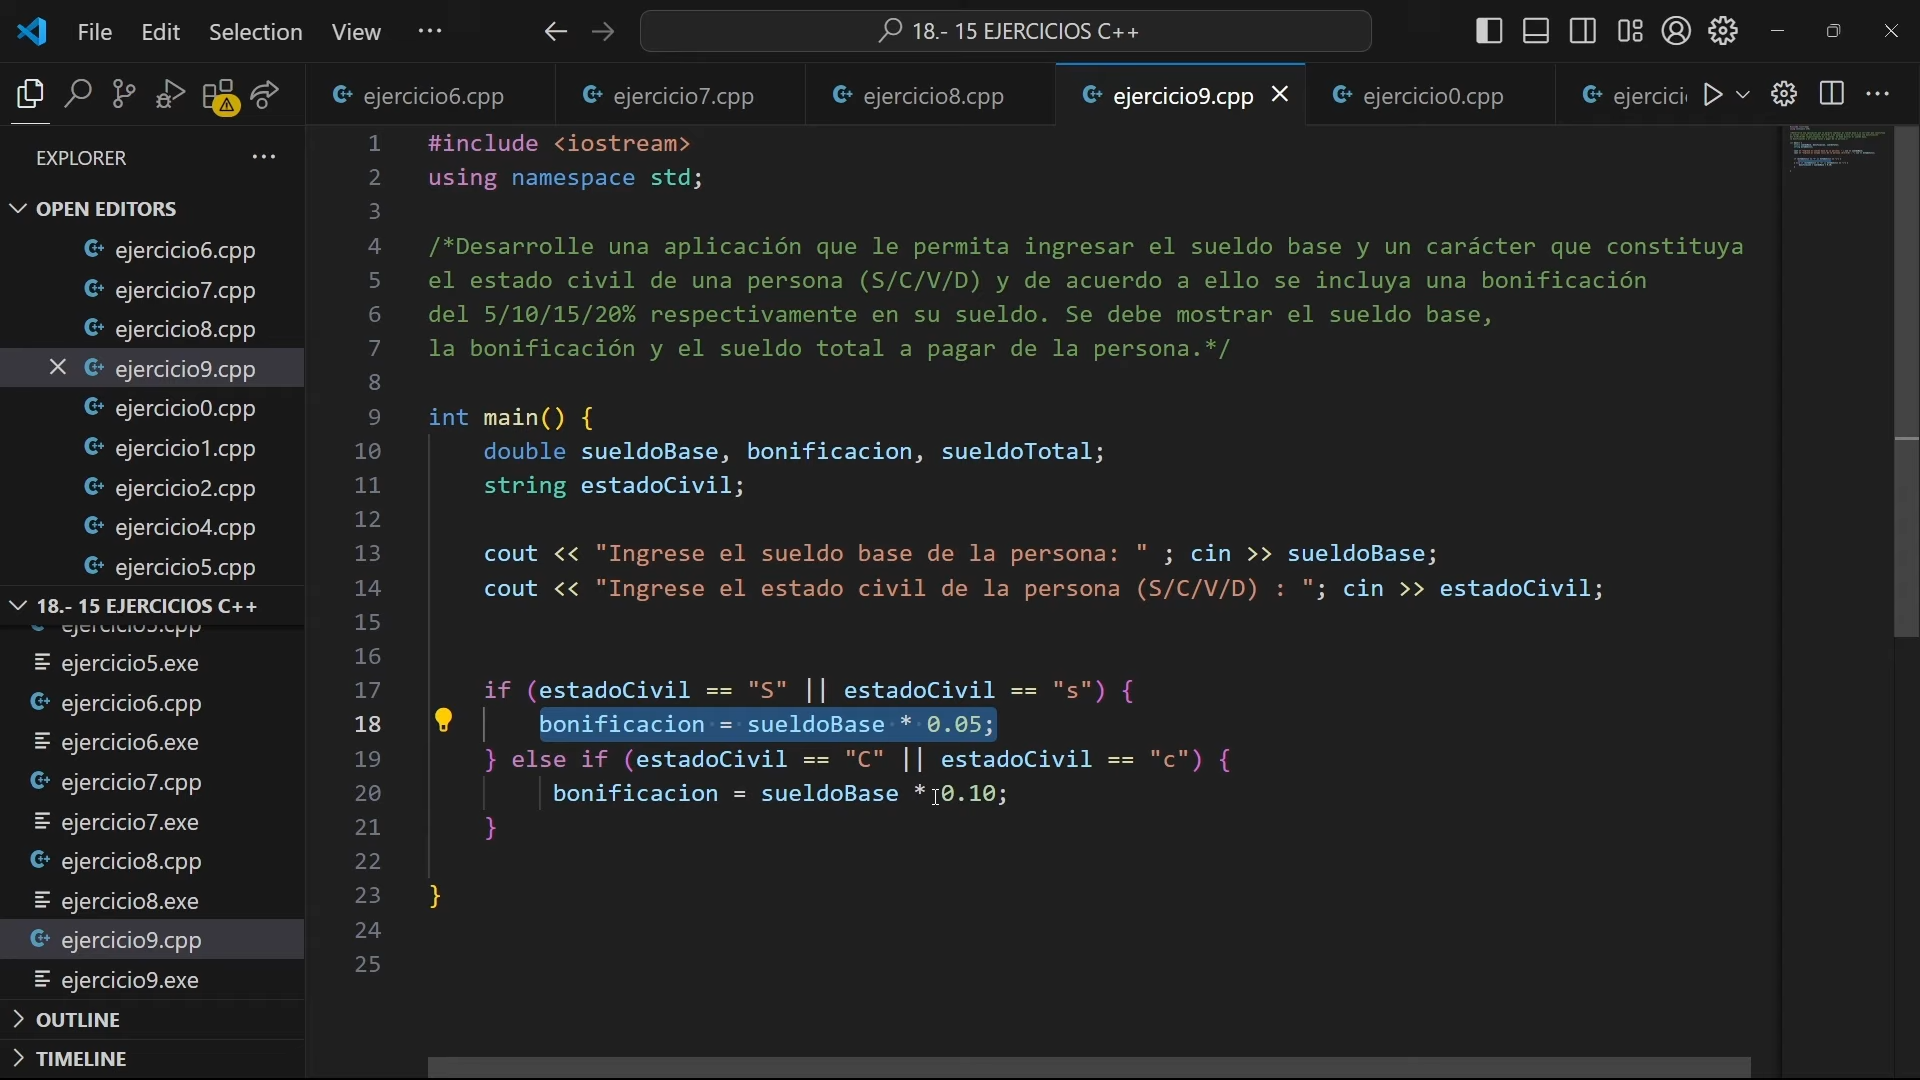 File Edit Selection View ··· 18.- 15 EJERCICIOS C++
ejercicio6.cpp ejercicio7.cpp ejercicio8.cpp ejercicio9.cpp ejercicio0.cpp
EXPLORER
OPEN EDITORS
ejercicio6.cpp
ejercicio7.cpp
ejercicio8.cpp
ejercicio9.cpp
ejercicio0.cpp
ejercicio1.cpp
ejercicio2.cpp
ejercicio4.cpp
ejercicio5.cpp
18.- 15 EJERCICIOS C++
ejercicio5.exe
ejercicio6.cpp
ejercicio6.exe
ejercicio7.cpp
ejercicio7.exe
ejercicio8.cpp
ejercicio8.exe
ejercicio9.cpp
ejercicio9.exe
OUTLINE
TIMELINE
1 #include <iostream>
2 using namespace std;
3
4 /*Desarrolle una aplicación que le permita ingresar el sueldo base y un carácter que constituya
5 el estado civil de una persona (S/C/V/D) y de acuerdo a ello se incluya una bonificación
6 del 5/10/15/20% respectivamente en su sueldo. Se debe mostrar el sueldo base,
7 la bonificación y el sueldo total a pagar de la persona.*/
8
9 int main() {
10 double sueldoBase, bonificacion, sueldoTotal;
11 string estadoCivil;
12
13 cout << "Ingrese el sueldo base de la persona: " ; cin >> sueldoBase;
14 cout << "Ingrese el estado civil de la persona (S/C/V/D) : "; cin >> estadoCivil;
15
16
17 if (estadoCivil == "S" || estadoCivil == "s") {
18 bonificacion = sueldoBase * 0.05;
19 } else if (estadoCivil == "C" || estadoCivil == "c") {
20 bonificacion = sueldoBase * 0.10;
21 }
22
23 }
24
25